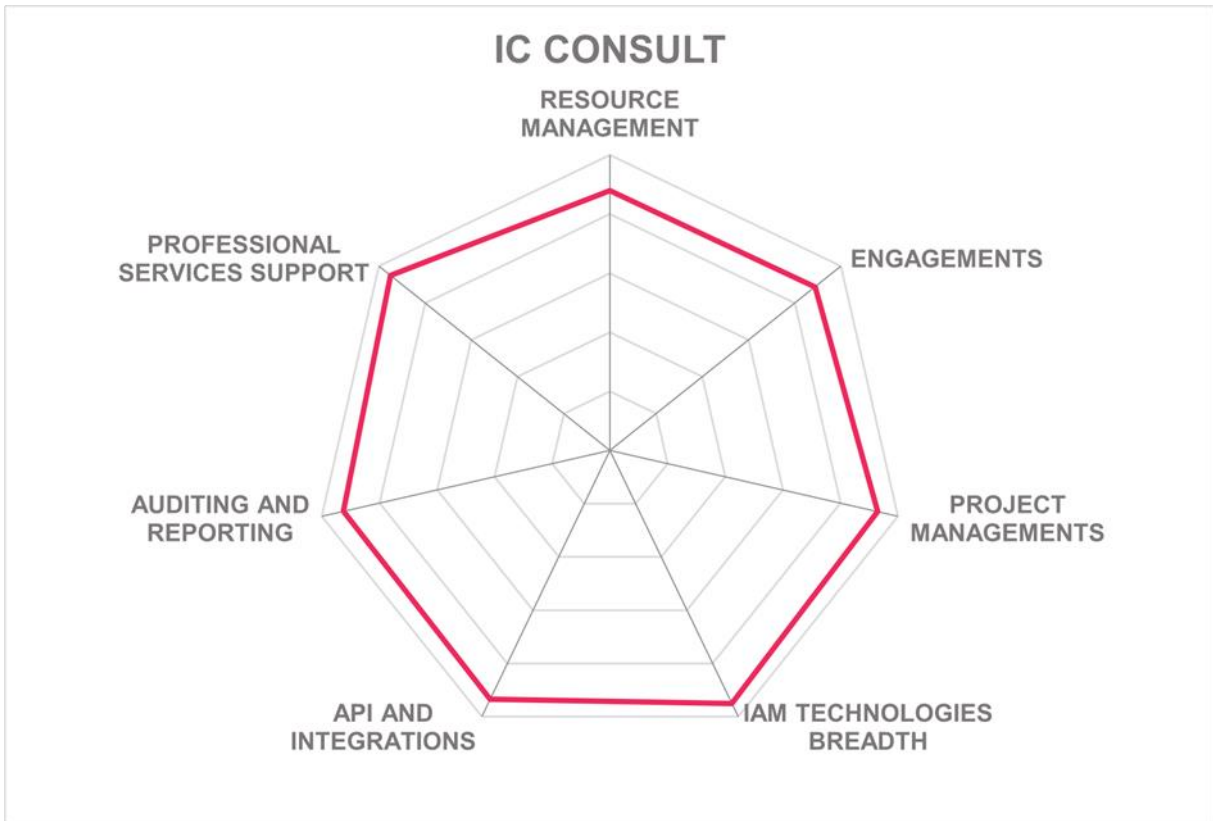 IC CONSULT
RESOURCE
MANAGEMENT
PROFESSIONAL
SERVICES SUPPORT
ENGAGEMENTS
AUDITING AND
REPORTING
PROJECT
MANAGEMENTS
API AND
INTEGRATIONS
IAM TECHNOLOGIES
BREADTH